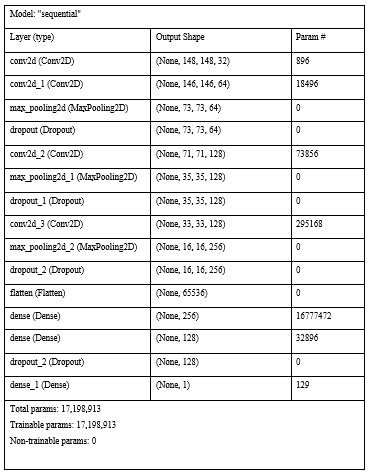 Model: "sequential"
Layer (type) Output Shape Param #
conv2d (Conv2D) (None, 148, 148, 32) 896
conv2d_1 (Conv2D) (None, 146, 146, 64) 18496
max_pooling2d (MaxPooling2D) (None, 73, 73, 64) 0
dropout (Dropout) (None, 73, 73, 64) 0
conv2d_2 (Conv2D) (None, 71, 71, 128) 73856
max_pooling2d_1 (MaxPooling2D) (None, 35, 35, 128) 0
dropout_1 (Dropout) (None, 35, 35, 128) 0
conv2d_3 (Conv2D) (None, 33, 33, 128) 295168
max_pooling2d_2 (MaxPooling2D) (None, 16, 16, 256) 0
dropout_2 (Dropout) (None, 16, 16, 256) 0
flatten (Flatten) (None, 65536) 0
dense (Dense) (None, 256) 16777472
dense (Dense) (None, 128) 32896
dropout_2 (Dropout) (None, 128) 0
dense_1 (Dense) (None, 1) 129
Total params: 17,198,913
Trainable params: 17,198,913
Non-trainable params: 0